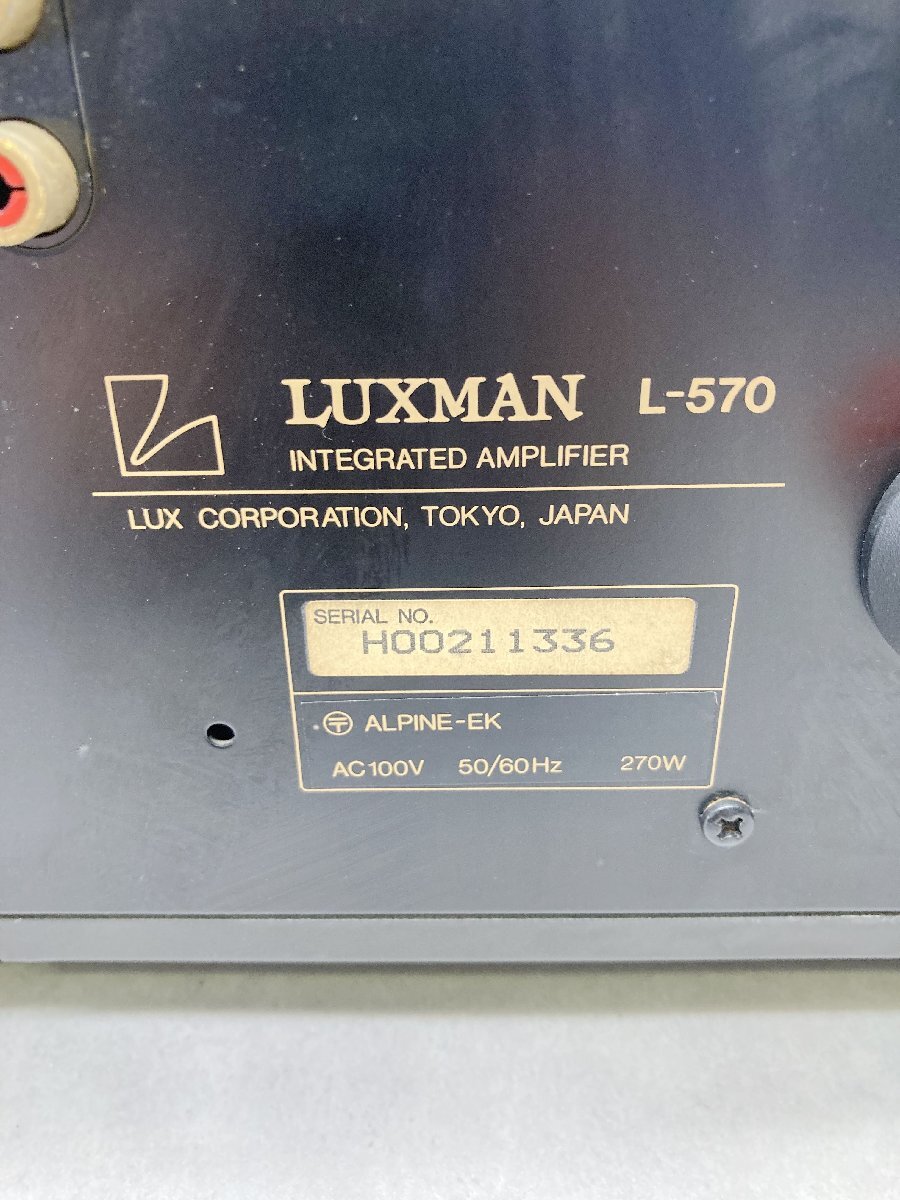 LUXMAN L-570
INTEGRATED AMPLIFIER
LUX CORPORATION, TOKYO, JAPAN
SERIAL NO.
H00211336
ALPINE-EK
AC100V 50/60Hz 270W